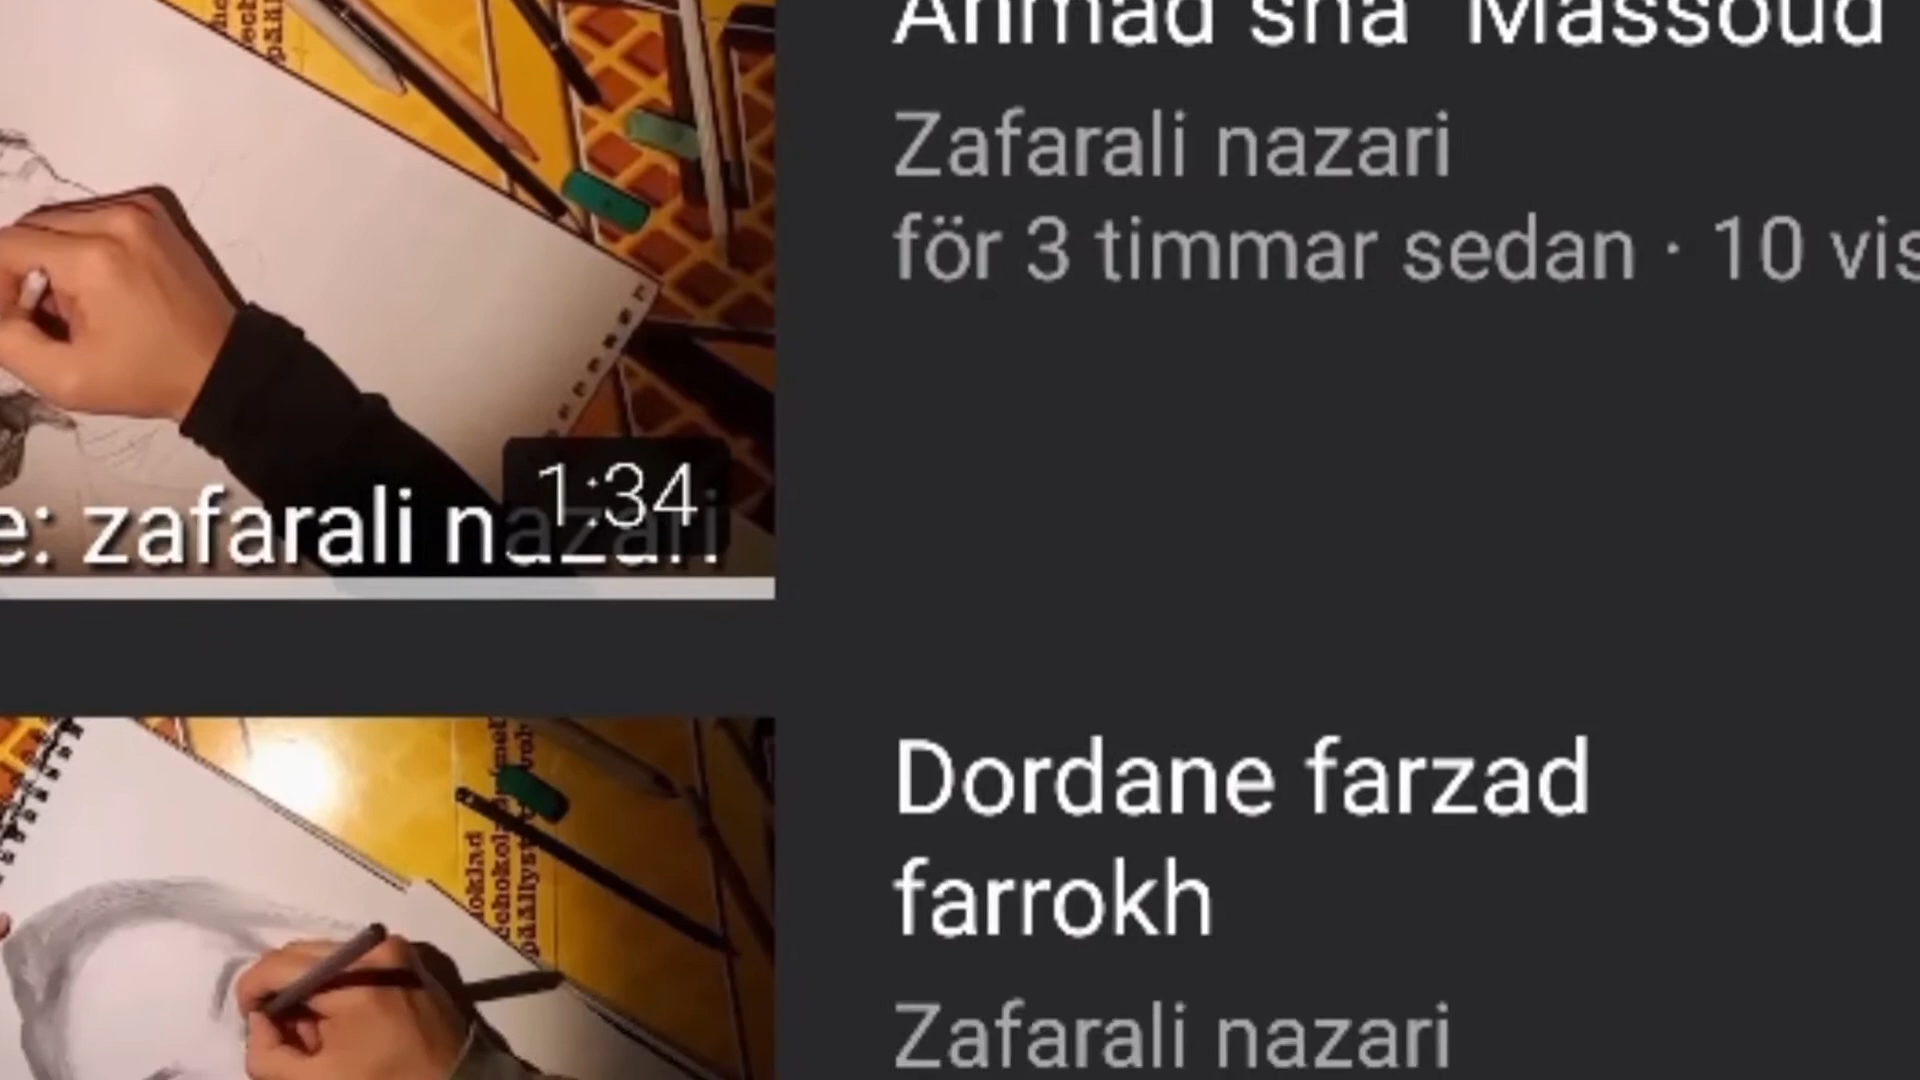 Ahmad sha Massoud
Zafarali nazari
för 3 timmar sedan · 10 vis
1:34
e: zafarali nazari
Dordane farzad
farrokh
Zafarali nazari